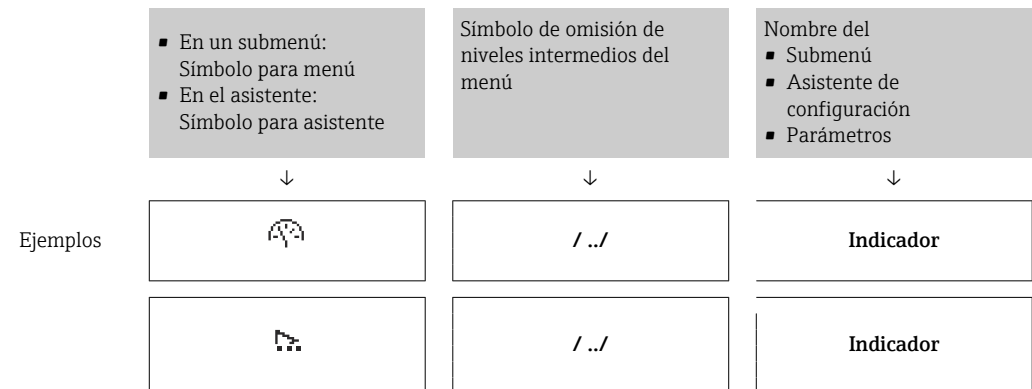 ▪ En un submenú:
Símbolo para menú
▪ En el asistente:
Símbolo para asistente
Símbolo de omisión de
niveles intermedios del
menú
Nombre del
▪ Submenú
▪ Asistente de
configuración
▪ Parámetros
↓ ↓ ↓
Ejemplos / ../ Indicador
/ ../ Indicador